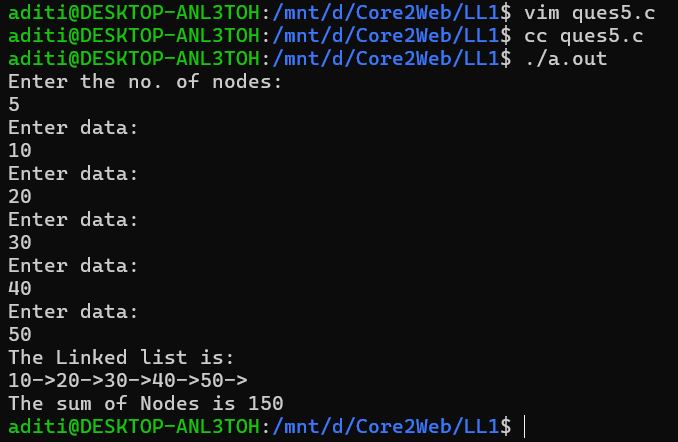 aditi@DESKTOP-ANL3TOH:/mnt/d/Core2Web/LL1$ vim ques5.c
aditi@DESKTOP-ANL3TOH:/mnt/d/Core2Web/LL1$ cc ques5.c
aditi@DESKTOP-ANL3TOH:/mnt/d/Core2Web/LL1$ ./a.out
Enter the no. of nodes:
5
Enter data:
10
Enter data:
20
Enter data:
30
Enter data:
40
Enter data:
50
The Linked list is:
10->20->30->40->50->
The sum of Nodes is 150
aditi@DESKTOP-ANL3TOH:/mnt/d/Core2Web/LL1$